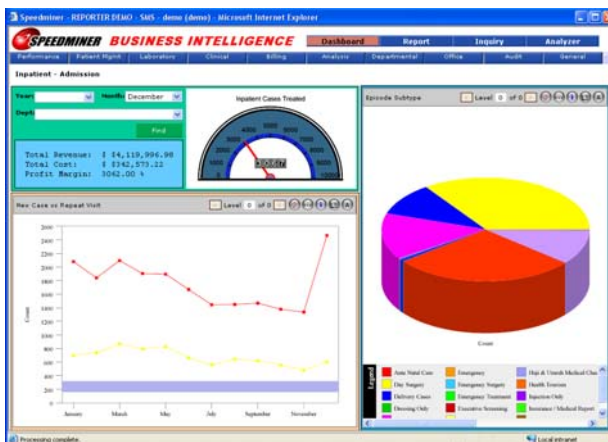 Speedminer - REPORTER DEMO - SMS - demo (demo) - Microsoft Internet Explorer
SPEEDMINER BUSINESS INTELLIGENCE
Dashboard Report Inquiry Analyzer
Performance Patient Mgmt Laboratory Clinical Billing Analysis Departmental Office Audit General
Inpatient - Admission
Year: Month: December
Dept:
Find
Total Revenue: $ $4,119,996.98
Total Cost: $ $342,573.22
Profit Margin: 3062.00 %
Inpatient Cases Treated
Episode Subtype Level 0 of 0
New Case vs Repeat Visit Level 0 of 0
Count
January March May July September November
Count
Legend
Ante Natal Care Emergency Haji & Umrah Medical
Day Surgery Emergency Surgery Health Tourism
Delivery Cases Emergency Treatment Injection Only
Dressing Only Executive Screening Insurance / Medical Report
Processing complete. Local intranet